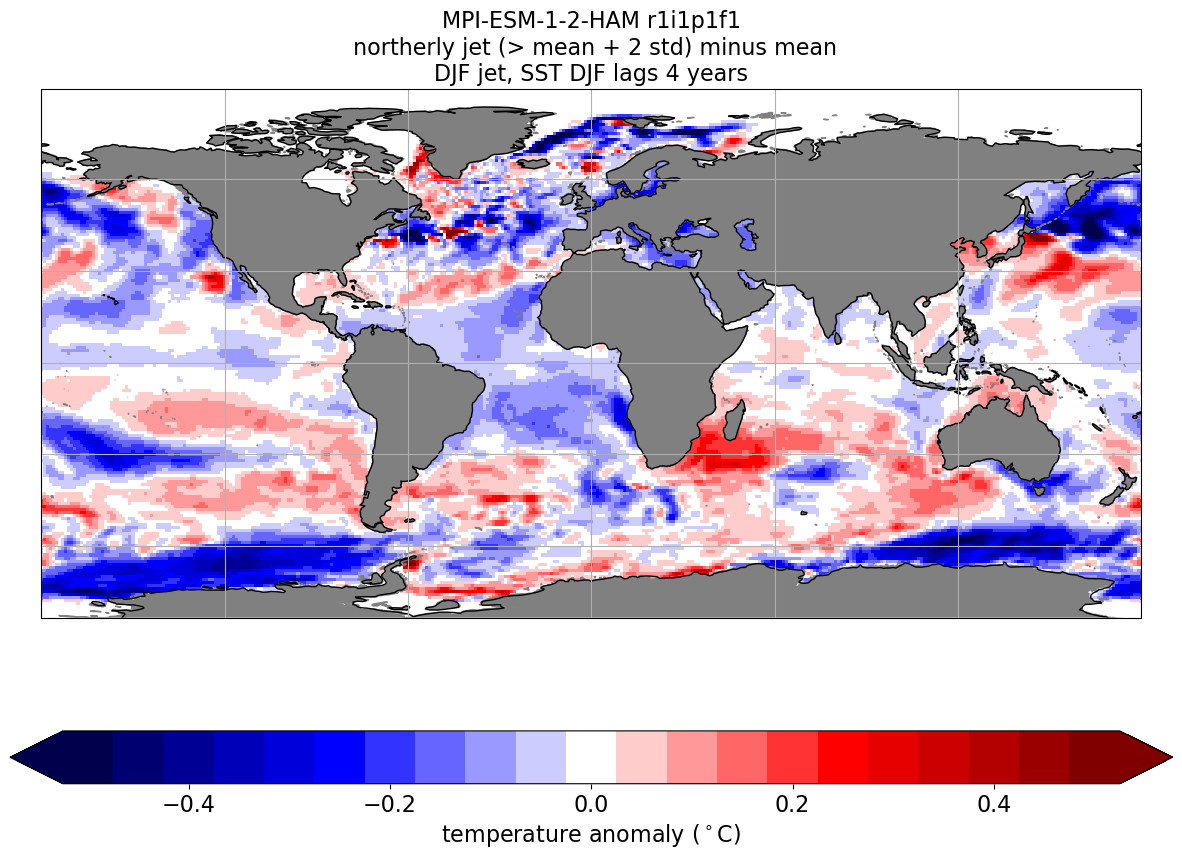 MPI-ESM-1-2-HAM r1i1p1f1
northerly jet (> mean + 2 std) minus mean
DJF jet, SST DJF lags 4 years
−0.4 −0.2 0.0 0.2 0.4
temperature anomaly (°C)